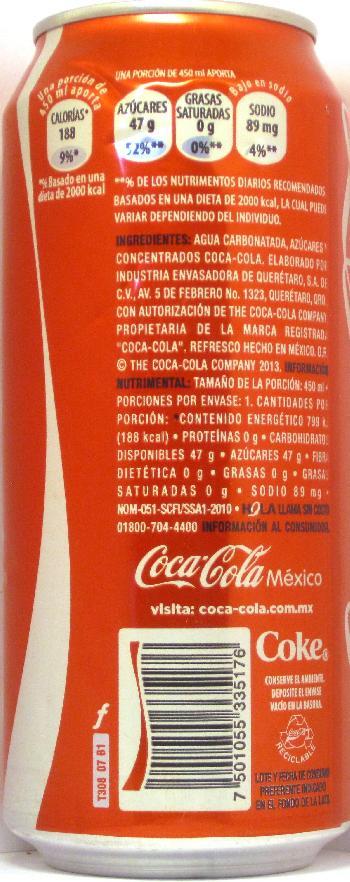 UNA PORCIÓN DE 450 ml APORTA
Una porción de
450 ml aporta
Bajo en sodio
CALORÍAS*
188
9%*
AZÚCARES
47 g
52%**
GRASAS
SATURADAS
0 g
0%**
SODIO
89 mg
4%**
*% Basado en una
dieta de 2000 kcal
**% DE LOS NUTRIMENTOS DIARIOS RECOMENDADOS
BASADOS EN UNA DIETA DE 2000 kcal, LA CUAL PUEDE
VARIAR DEPENDIENDO DEL INDIVIDUO.
INGREDIENTES: AGUA CARBONATADA, AZÚCARES Y
CONCENTRADOS COCA-COLA. ELABORADO POR
INDUSTRIA ENVASADORA DE QUERÉTARO, S.A. DE
C.V., AV. 5 DE FEBRERO No. 1323, QUERÉTARO, QRO.
CON AUTORIZACIÓN DE THE COCA-COLA COMPANY
PROPIETARIA DE LA MARCA REGISTRADA
"COCA-COLA". REFRESCO HECHO EN MÉXICO. D.R.
© THE COCA-COLA COMPANY 2013. INFORMACIÓN
NUTRIMENTAL: TAMAÑO DE LA PORCIÓN: 450 ml •
PORCIONES POR ENVASE: 1. CANTIDADES POR
PORCIÓN: *CONTENIDO ENERGÉTICO 799 k
(188 kcal) • PROTEÍNAS 0 g • CARBOHIDRATOS
DISPONIBLES 47 g • AZÚCARES 47 g • FIBRA
DIETÉTICA 0 g • GRASAS 0 g • GRASAS
SATURADAS 0 g • SODIO 89 mg •
NOM-051-SCFI/SSA1-2010 • HOLA LLAMA SIN COSTO
01800-704-4400 INFORMACIÓN AL CONSUMIDOR.
Coca-Cola México
visita: coca-cola.com.mx
Coke®
CONSERVE EL AMBIENTE.
DEPOSITE EL ENVASE
VACÍO EN LA BASURA.
Coca-Cola
RECICLABLE
LOTE Y FECHA DE CONSUMO
PREFERENTE INDICADO
EN EL FONDO DE LA LATA
7 501055 335176
f
T308 07 B1